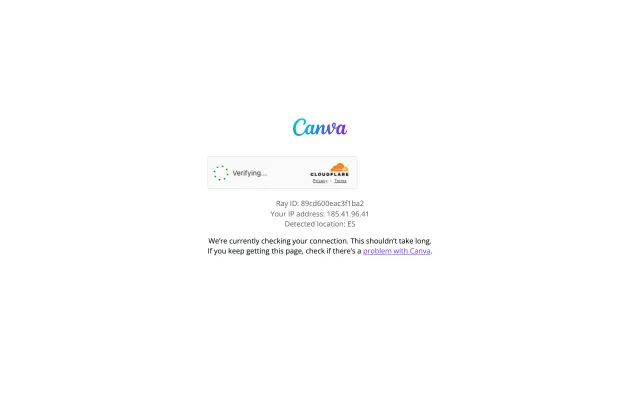 Canva
Verifying...
CLOUDFLARE
Privacy • Terms
Ray ID: 89cd600eac3f1ba2
Your IP address: 185.41.96.41
Detected location: ES
We're currently checking your connection. This shouldn't take long.
If you keep getting this page, check if there's a problem with Canva.